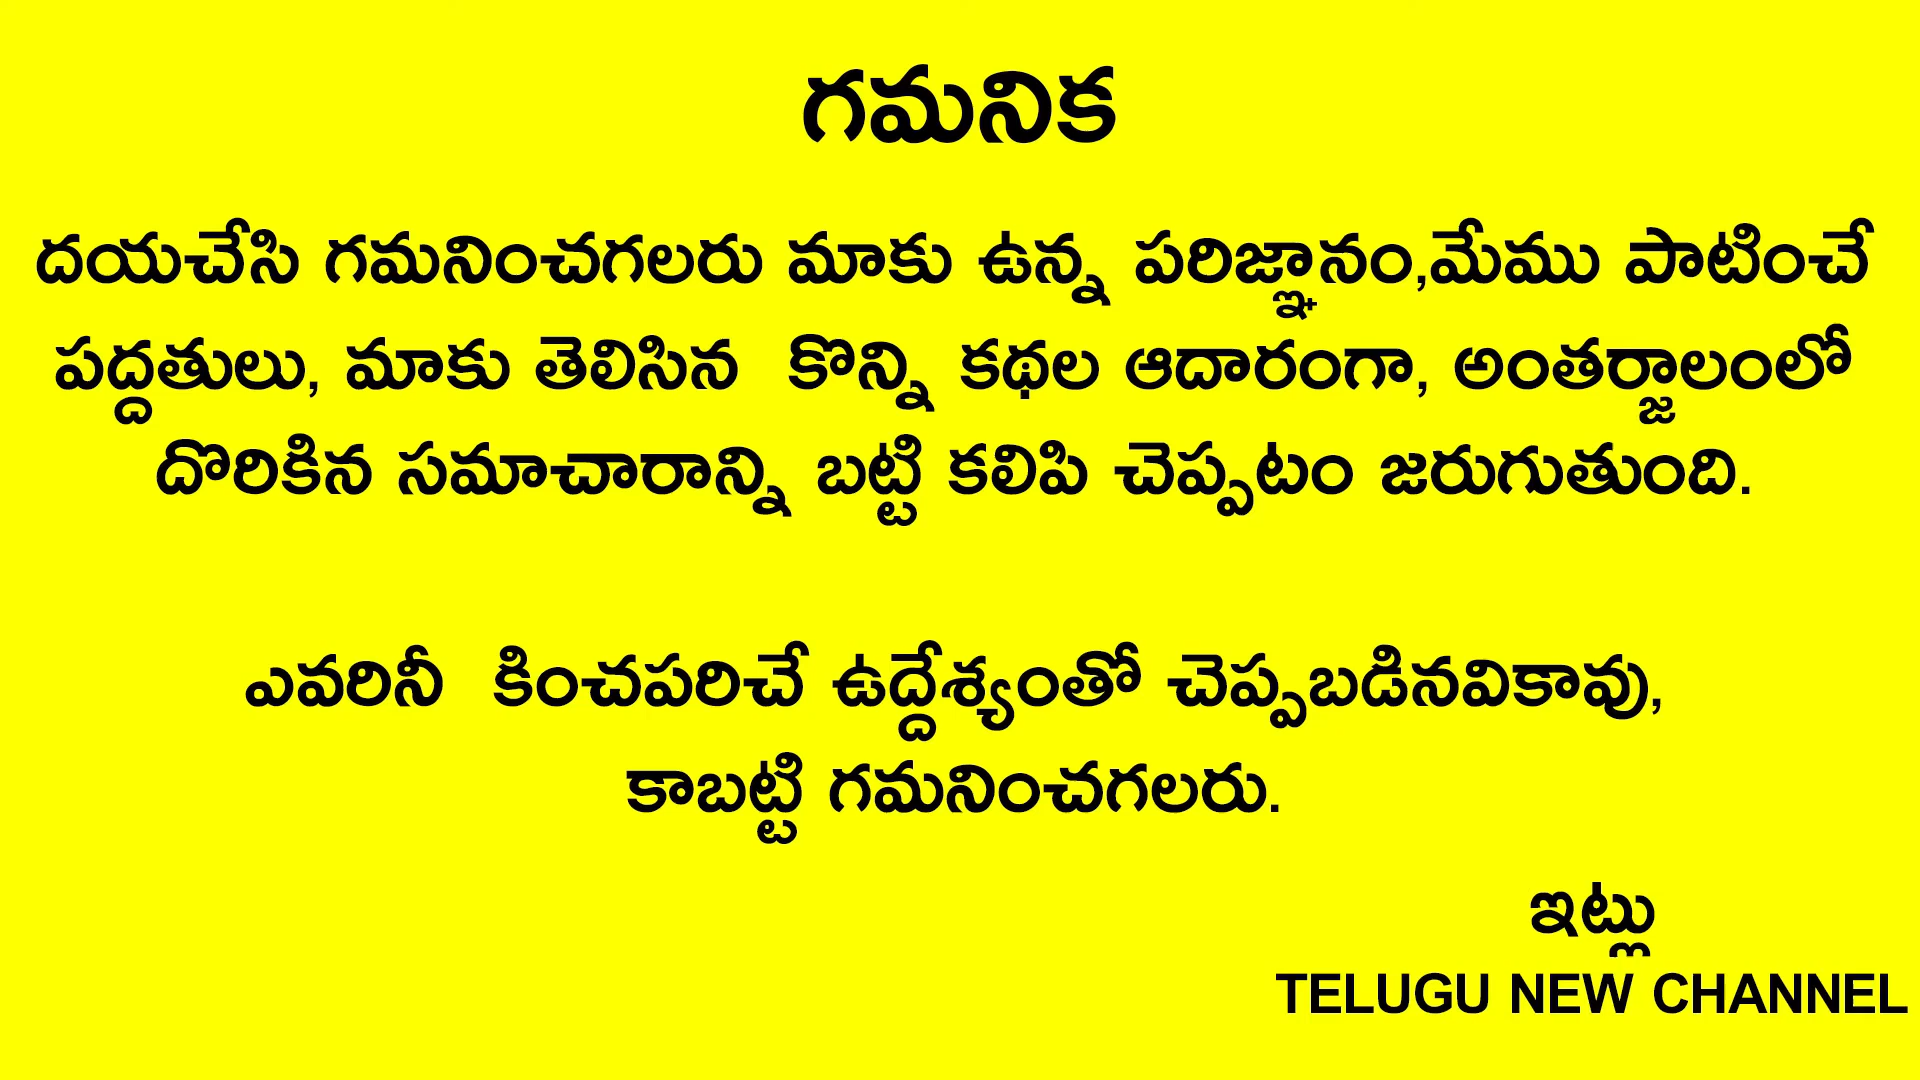 గమనిక
దయచేసి గమనించగలరు మాకు ఉన్న పరిజ్ఞానం,మేము పాటించే
పద్దతులు, మాకు తెలిసిన కొన్ని కథల ఆదారంగా, అంతర్జాలంలో
దొరికిన సమాచారాన్ని బట్టి కలిపి చెప్పటం జరుగుతుంది.
ఎవరినీ కించపరిచే ఉద్దేశ్యంతో చెప్పబడినవికావు,
కాబట్టి గమనించగలరు.
ఇట్లు
TELUGU NEW CHANNEL